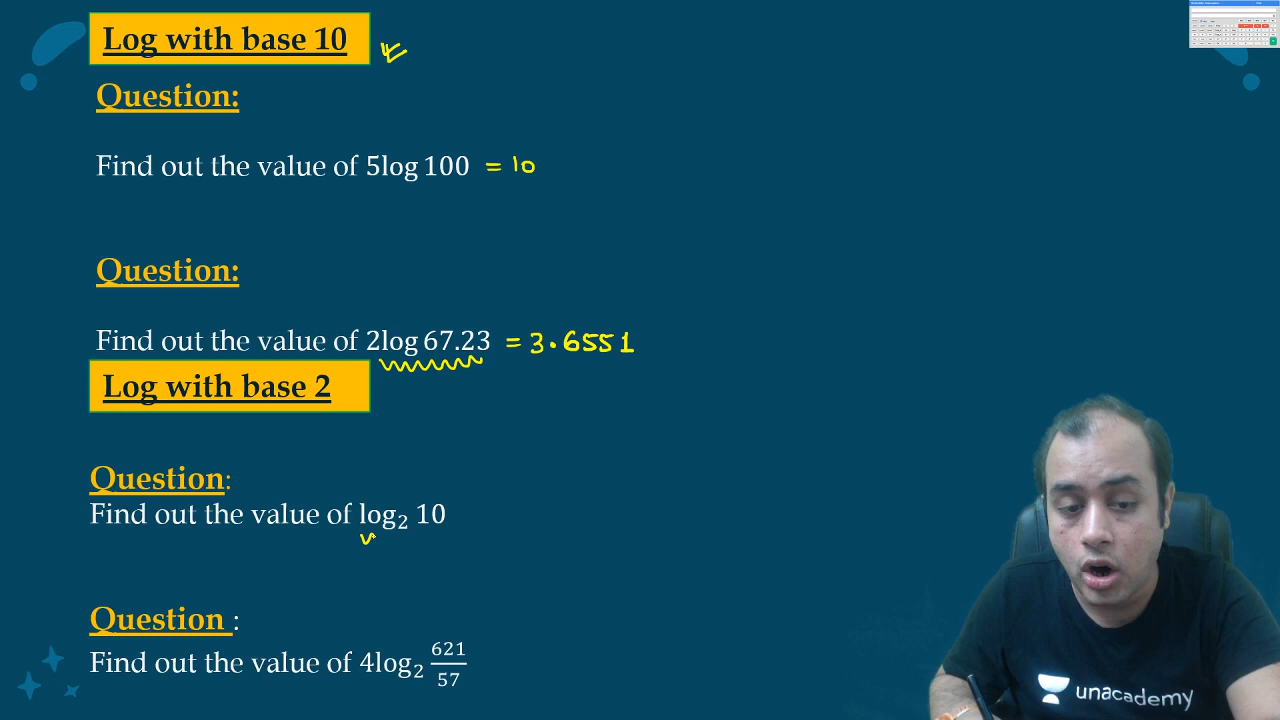 Log with base 10
Question:
Find out the value of 5log 100 = 10
Question:
Find out the value of 2log 67.23 = 3.6551
Log with base 2
Question:
Find out the value of log₂ 10
Question :
Find out the value of 4log₂ 621/57
unacademy